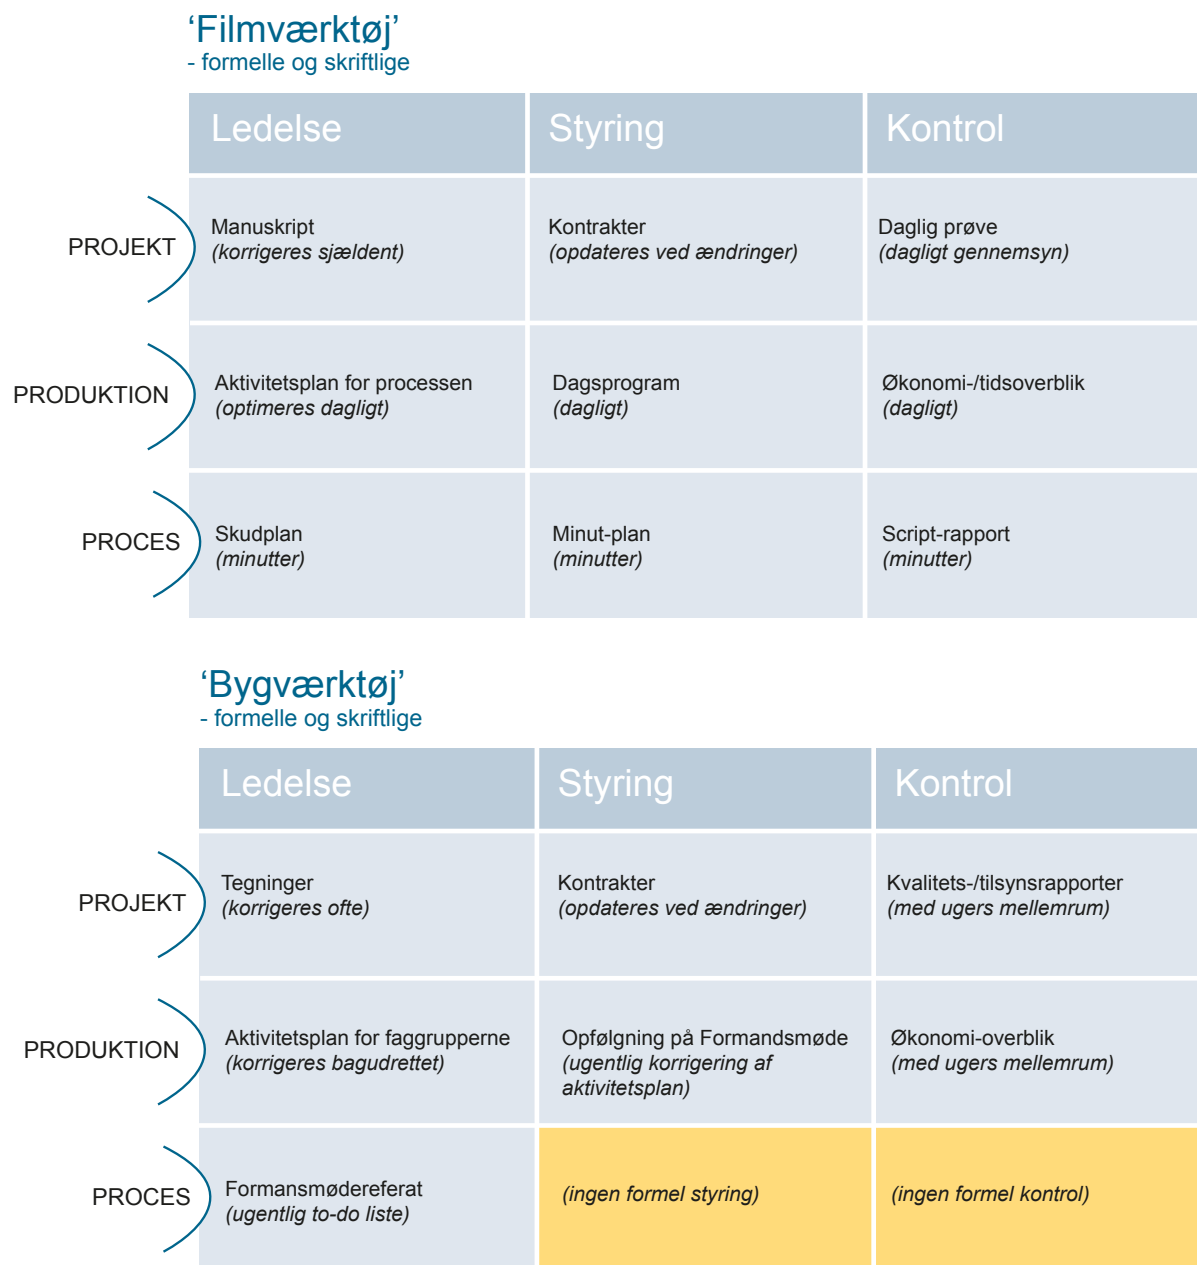 ‘Filmværktøj’
- formelle og skriftlige
Ledelse
Styring
Kontrol
PROJEKT
Manuskript
(korrigeres sjældent)
Kontrakter
(opdateres ved ændringer)
Daglig prøve
(dagligt gennemsyn)
PRODUKTION
Aktivitetsplan for processen
(optimeres dagligt)
Dagsprogram
(dagligt)
Økonomi-/tidsoverblik
(dagligt)
PROCES
Skudplan
(minutter)
Minut-plan
(minutter)
Script-rapport
(minutter)
‘Bygværktøj’
- formelle og skriftlige
Ledelse
Styring
Kontrol
PROJEKT
Tegninger
(korrigeres ofte)
Kontrakter
(opdateres ved ændringer)
Kvalitets-/tilsynsrapporter
(med ugers mellemrum)
PRODUKTION
Aktivitetsplan for faggrupperne
(korrigeres bagudrettet)
Opfølgning på Formandsmøde
(ugentlig korrigering af
aktivitetsplan)
Økonomi-overblik
(med ugers mellemrum)
PROCES
Formansmødereferat
(ugentlig to-do liste)
(ingen formel styring)
(ingen formel kontrol)